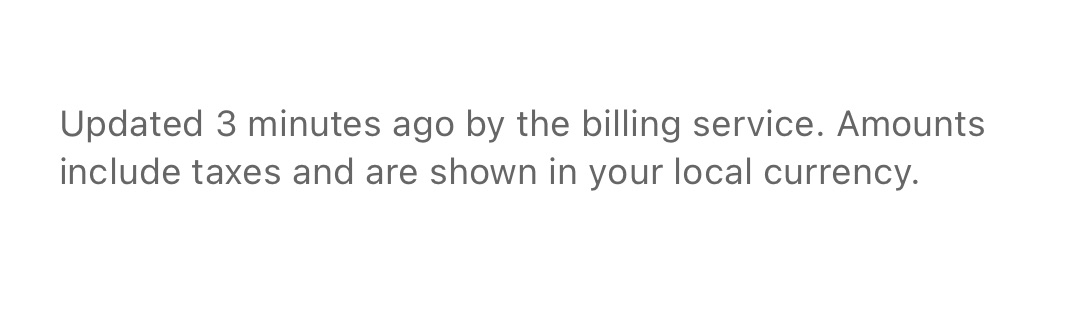 Updated 3 minutes ago by the billing service. Amounts
include taxes and are shown in your local currency.